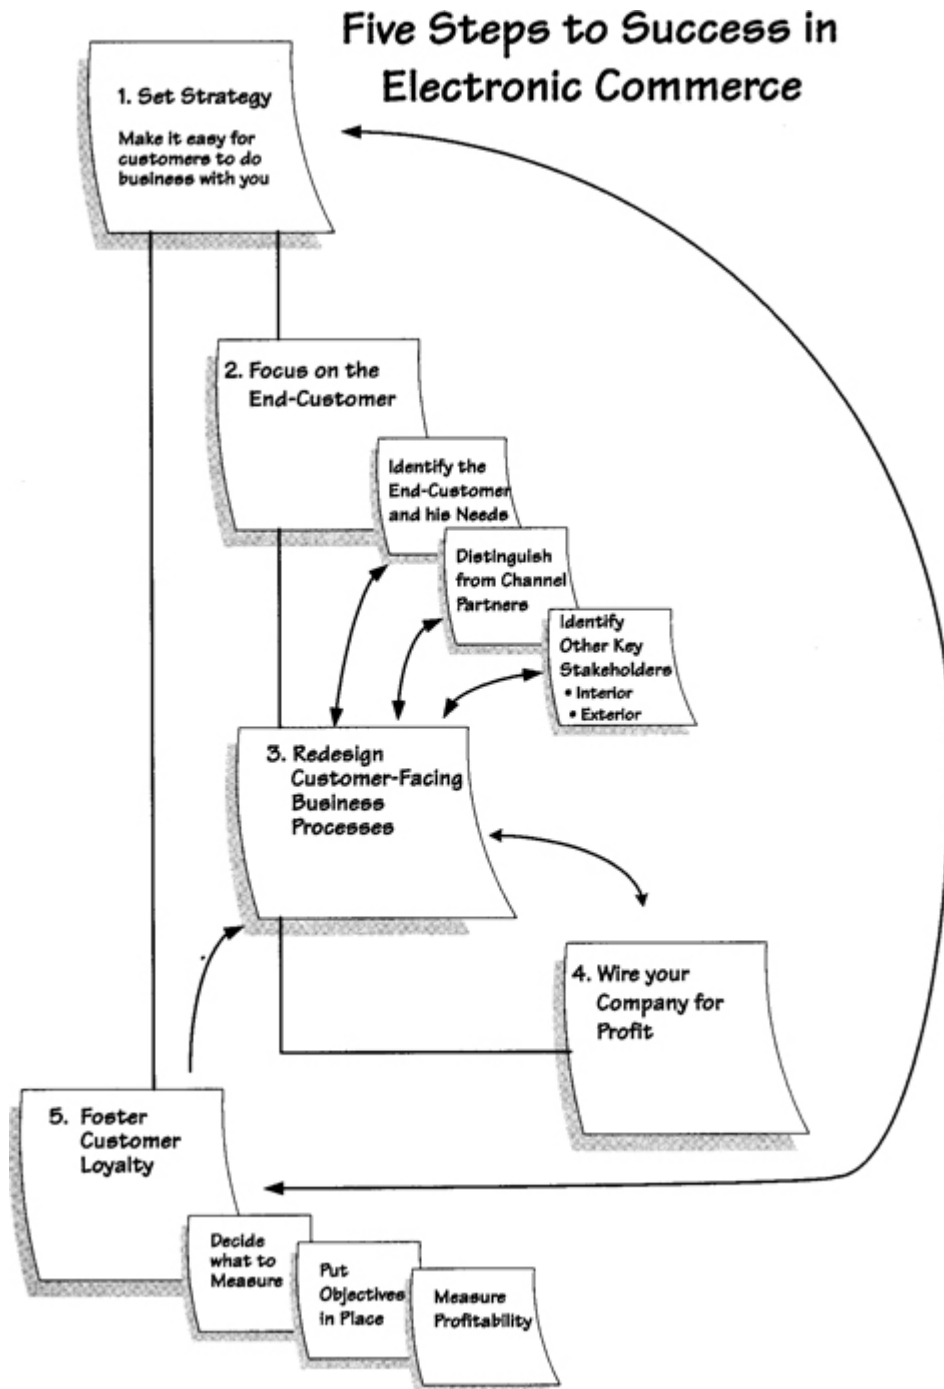 Five Steps to Success in
Electronic Commerce
1. Set Strategy
Make it easy for
customers to do
business with you
2. Focus on the
End-Customer
Identify the
End-Customer
and his Needs
Distinguish
from Channel
Partners
Identify
Other Key
Stakeholders
• Interior
• Exterior
3. Redesign
Customer-Facing
Business
Processes
4. Wire your
Company for
Profit
5. Foster
Customer
Loyalty
Decide
what to
Measure
Put
Objectives
in Place
Measure
Profitability